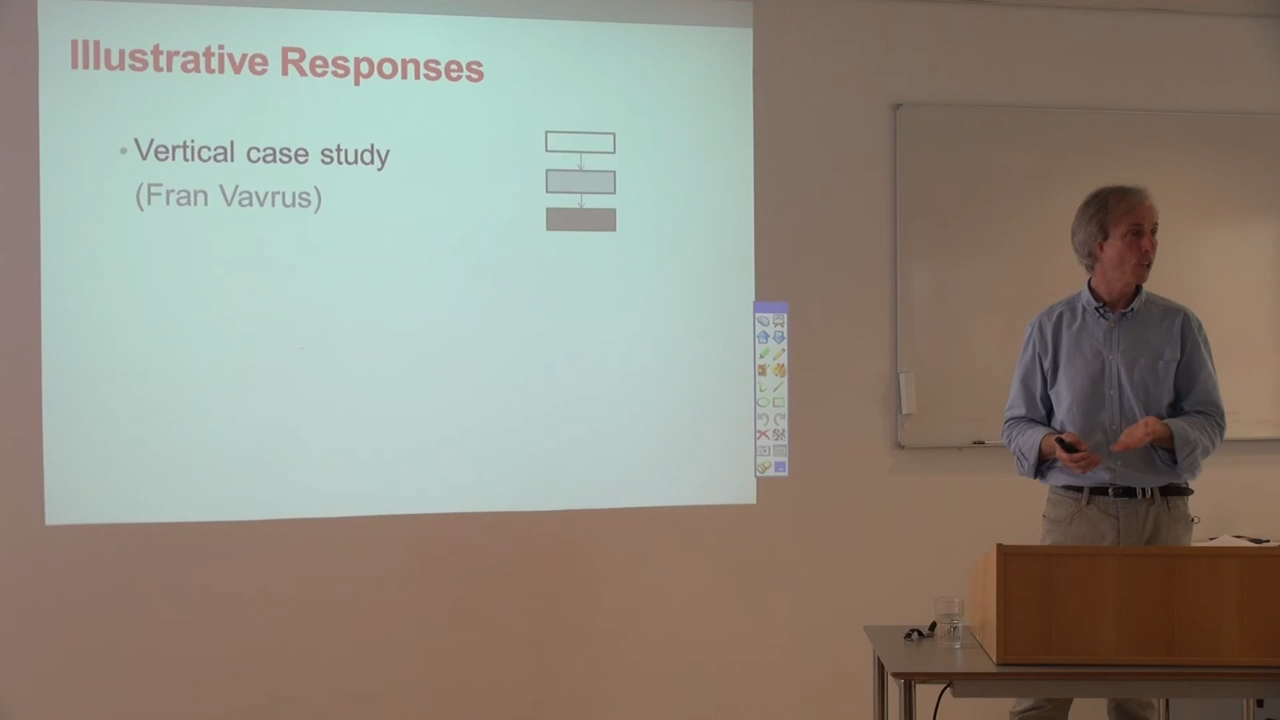 Illustrative Responses
• Vertical case study
(Fran Vavrus)